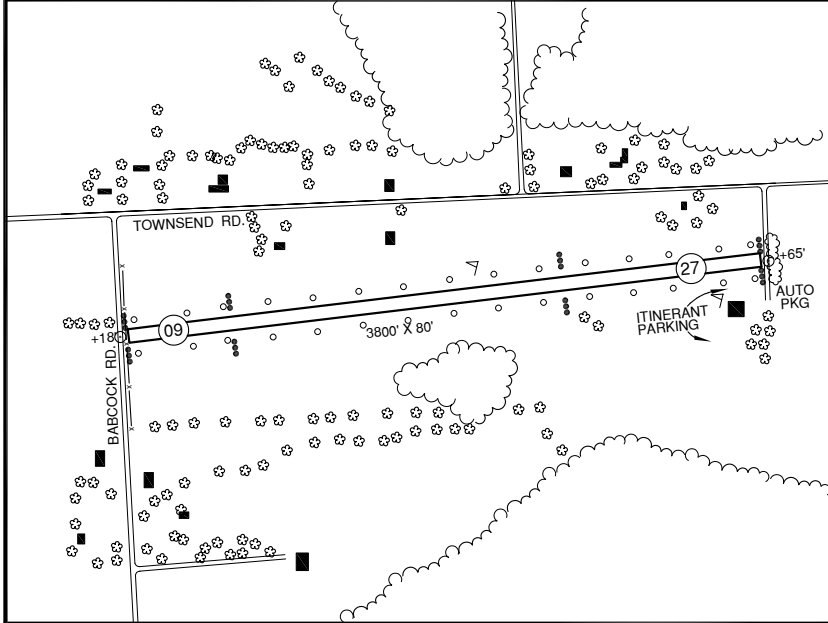 TOWNSEND RD.
+65'
27
AUTO
PKG
ITINERANT
PARKING
09
3800' X 80'
+18
BABCOCK RD.